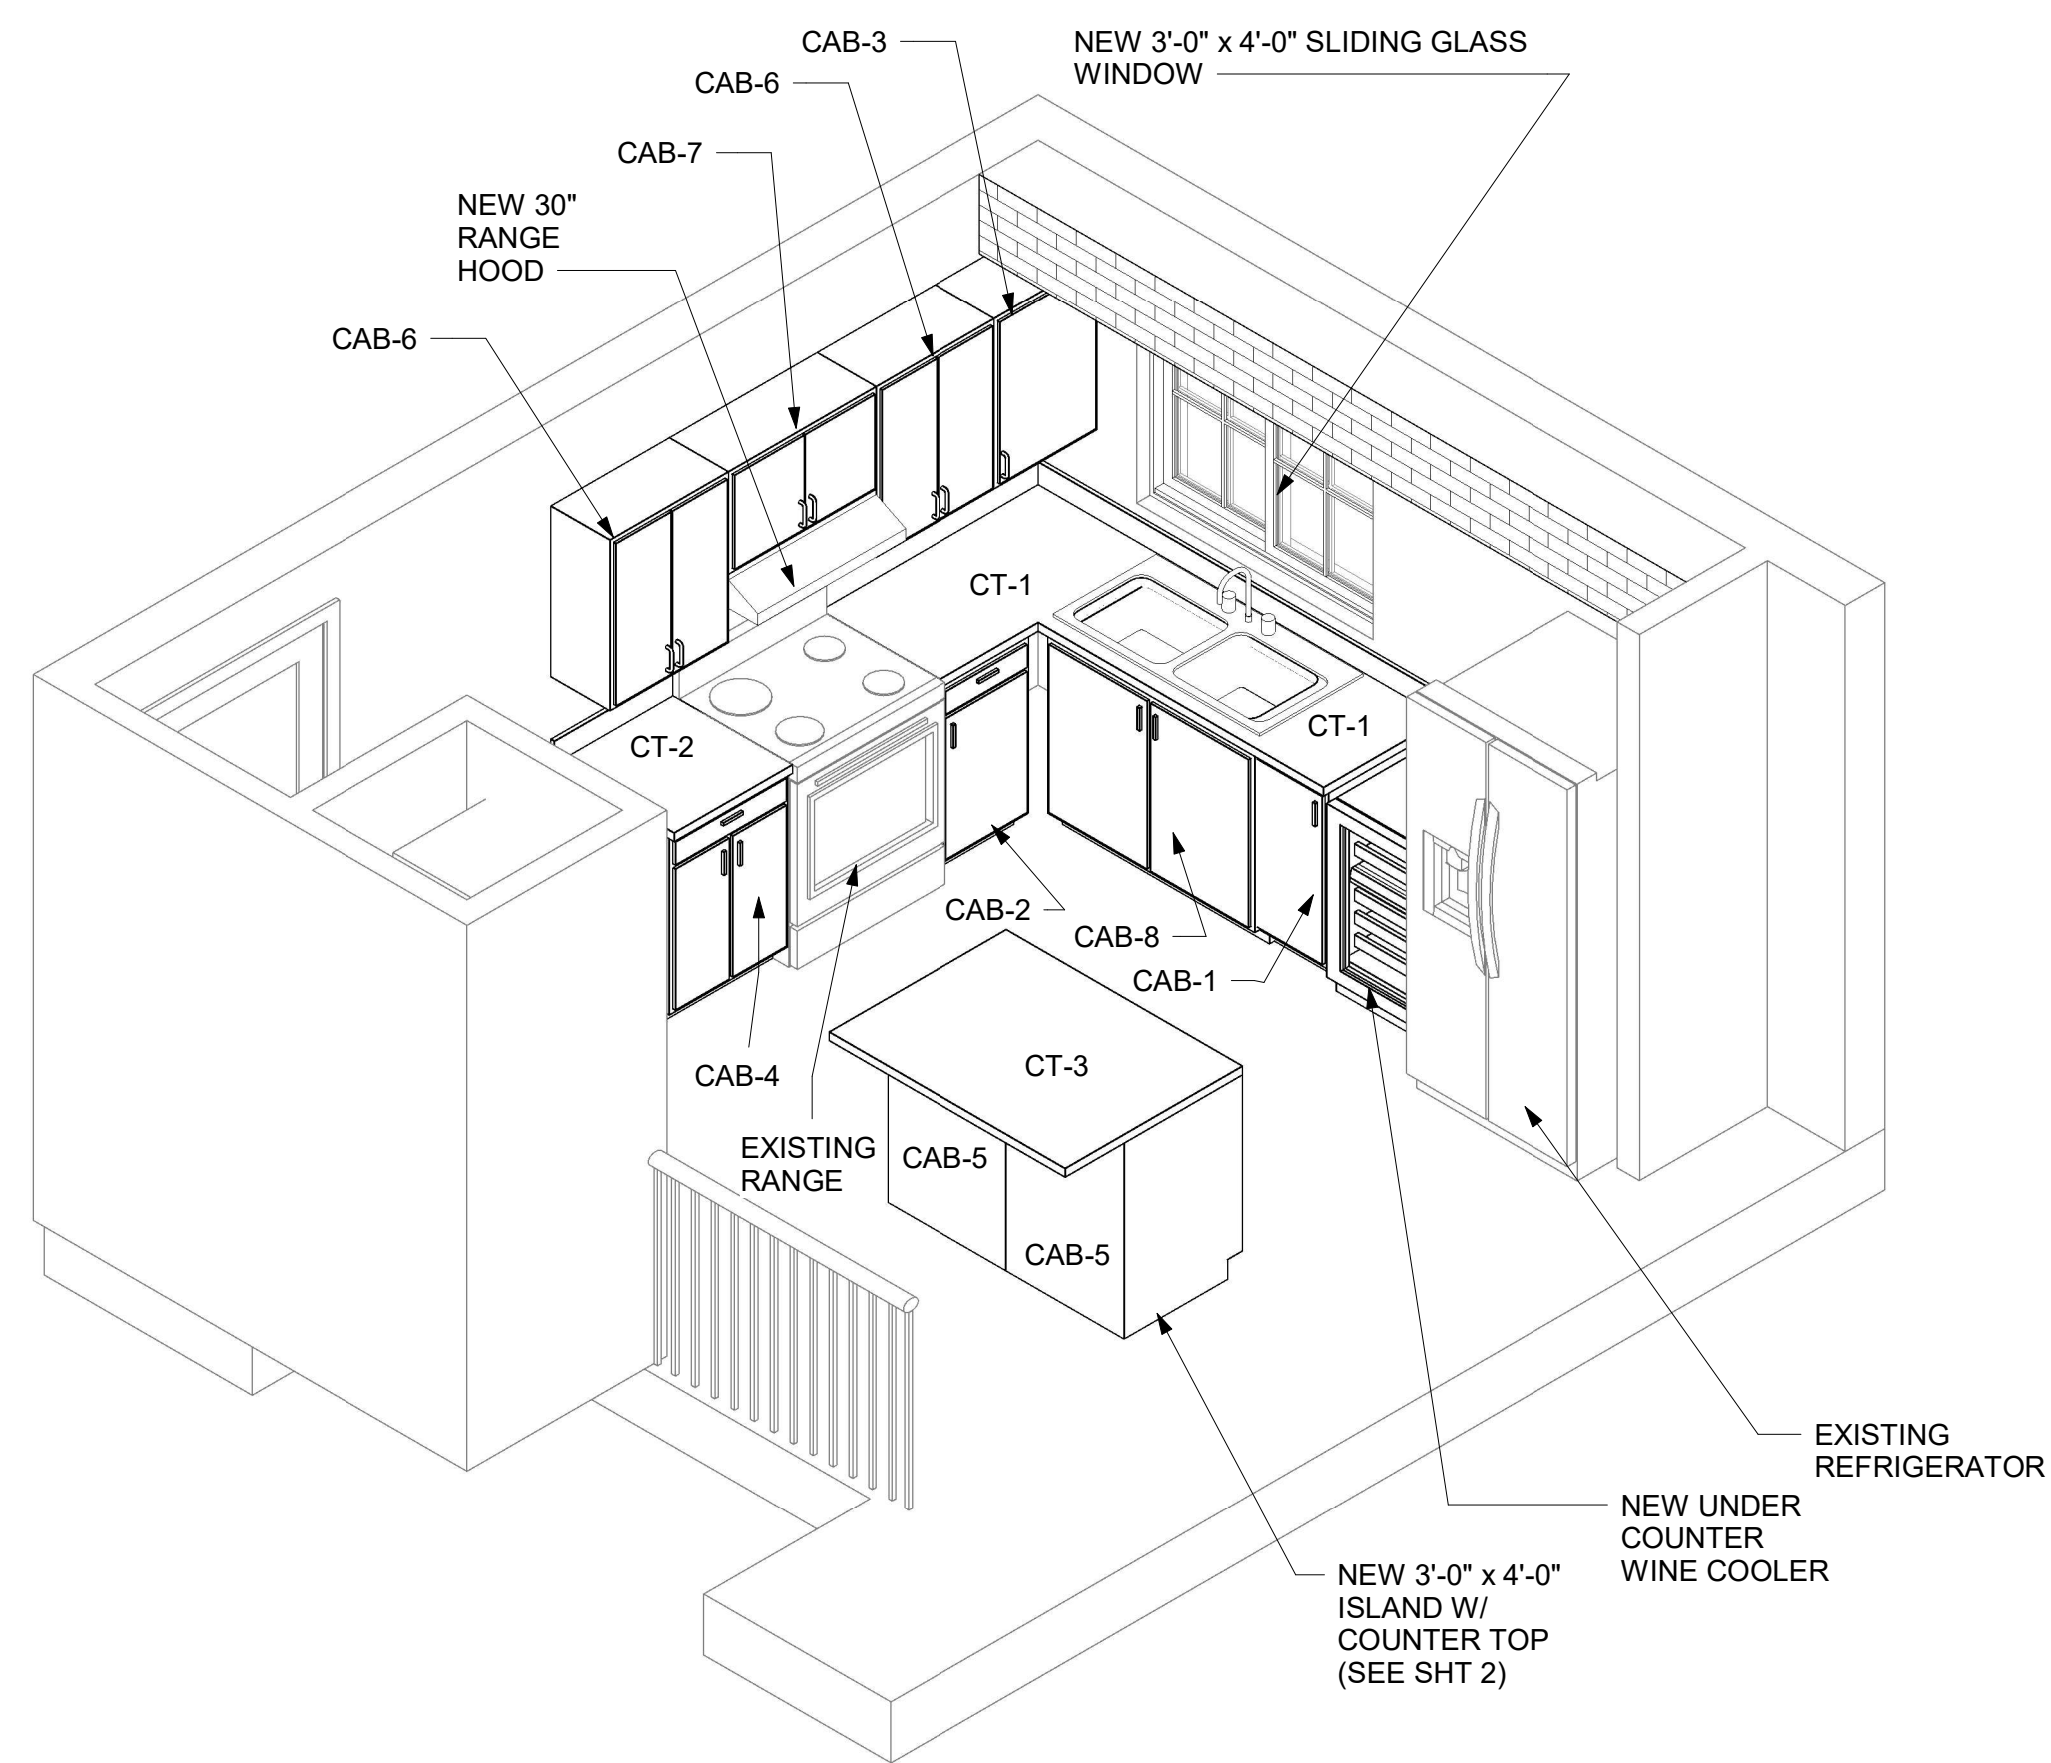 CAB-3
NEW 3'-0" x 4'-0" SLIDING GLASS
WINDOW
CAB-6
CAB-7
NEW 30"
RANGE
HOOD
CAB-6
CT-1
CT-1
CT-2
CAB-2
CAB-8
CAB-1
CT-3
CAB-4
EXISTING
RANGE
CAB-5
CAB-5
EXISTING
REFRIGERATOR
NEW UNDER
COUNTER
WINE COOLER
NEW 3'-0" x 4'-0"
ISLAND W/
COUNTER TOP
(SEE SHT 2)